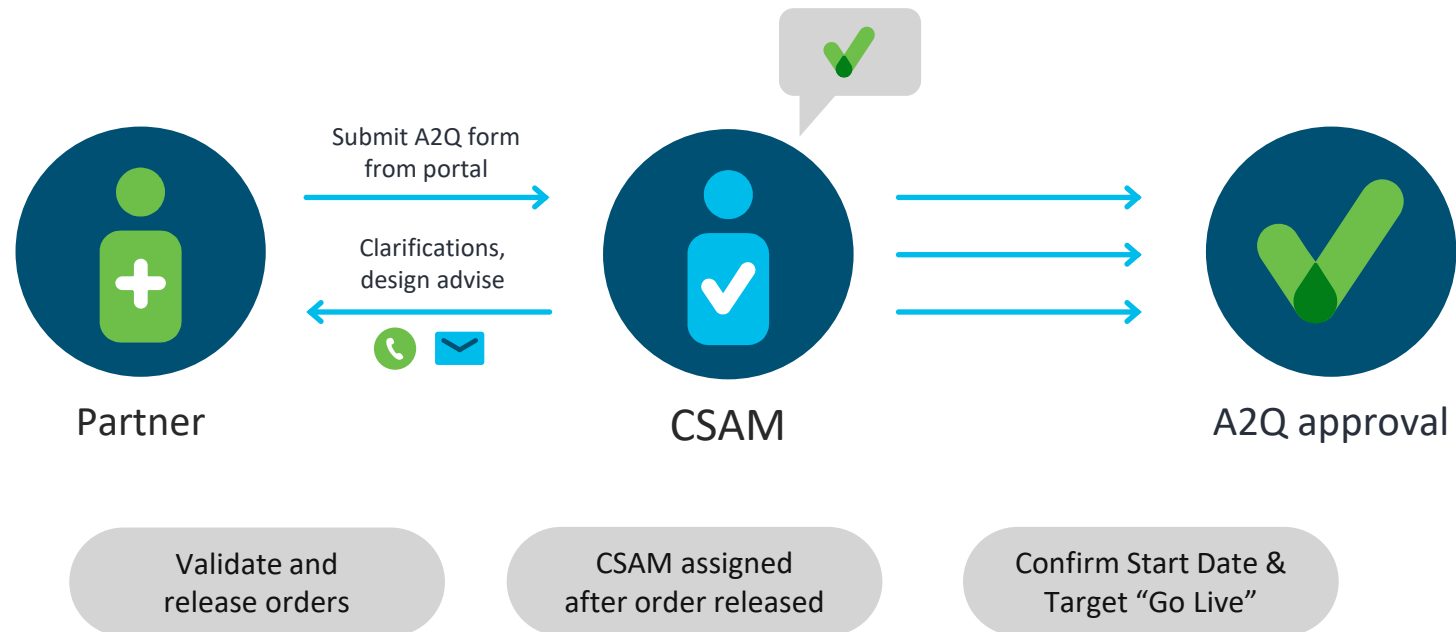 Submit A2Q form
from portal
Clarifications,
design advise
Partner
CSAM
A2Q approval
Validate and
release orders
CSAM assigned
after order released
Confirm Start Date &
Target “Go Live”